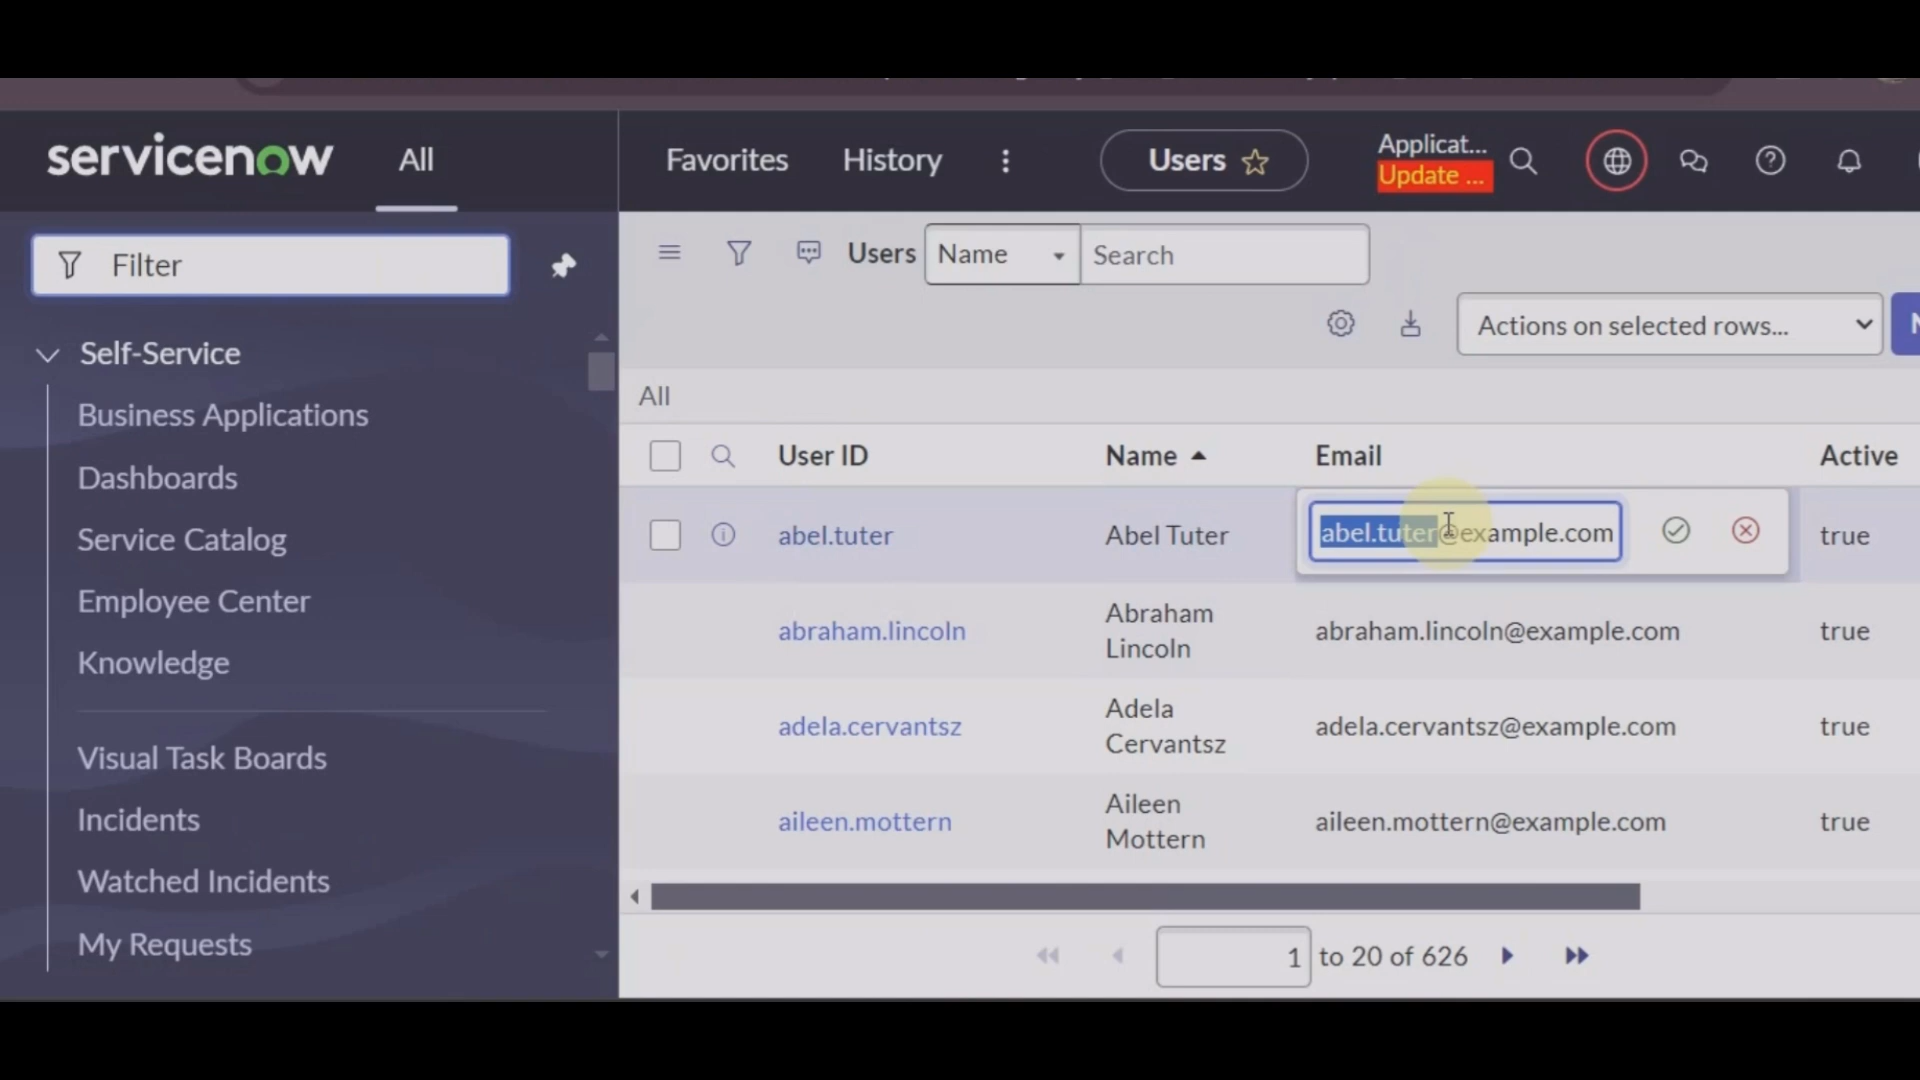 servicenow
All
Favorites
History
Users
Applicat...
Update ...
Filter
Users
Name
Search
Actions on selected rows...
Self-Service
Business Applications
Dashboards
Service Catalog
Employee Center
Knowledge
Visual Task Boards
Incidents
Watched Incidents
My Requests
All
User ID
Name
Email
Active
abel.tuter
Abel Tuter
abel.tuter@example.com
true
abraham.lincoln
Abraham
Lincoln
abraham.lincoln@example.com
true
adela.cervantsz
Adela
Cervantsz
adela.cervantsz@example.com
true
aileen.mottern
Aileen
Mottern
aileen.mottern@example.com
true
1 to 20 of 626